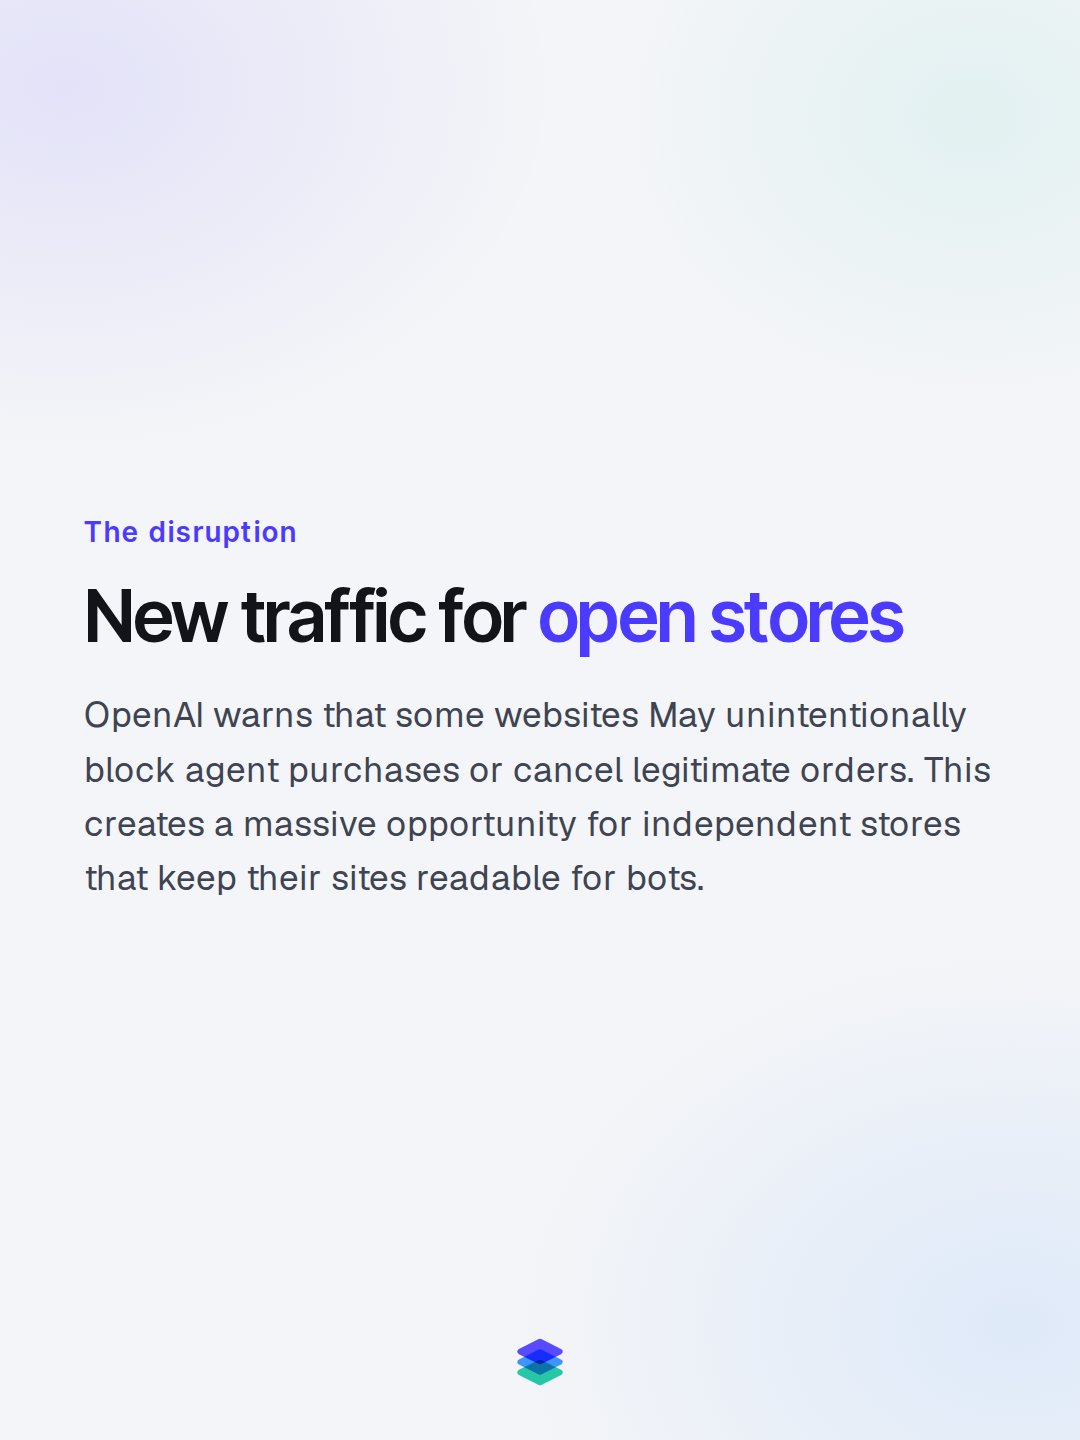 The disruption
New traffic for open stores
OpenAI warns that some websites May unintentionally
block agent purchases or cancel legitimate orders. This
creates a massive opportunity for independent stores
that keep their sites readable for bots.